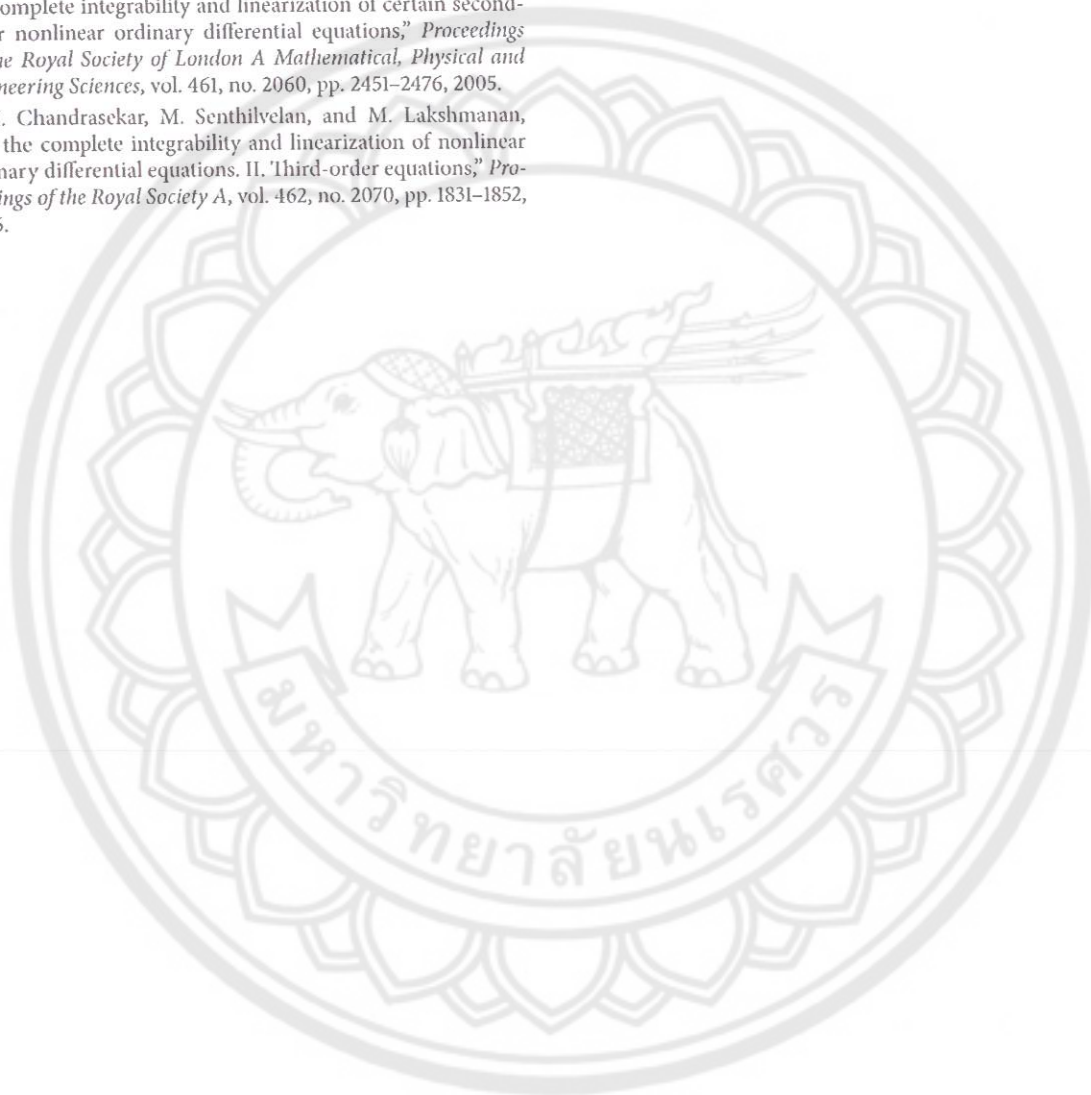 complete integrability and linearization of certain second-
nonlinear ordinary differential equations,” Proceedings
Royal Society of London A Mathematical, Physical and
neering Sciences, vol. 461, no. 2060, pp. 2451–2476, 2005.
. Chandrasekar, M. Senthilvelan, and M. Lakshmanan,
the complete integrability and linearization of nonlinear
nary differential equations. II. Third-order equations,” Pro-
ings of the Royal Society A, vol. 462, no. 2070, pp. 1831–1852,
มหาวิทยาลัยนเรศวร